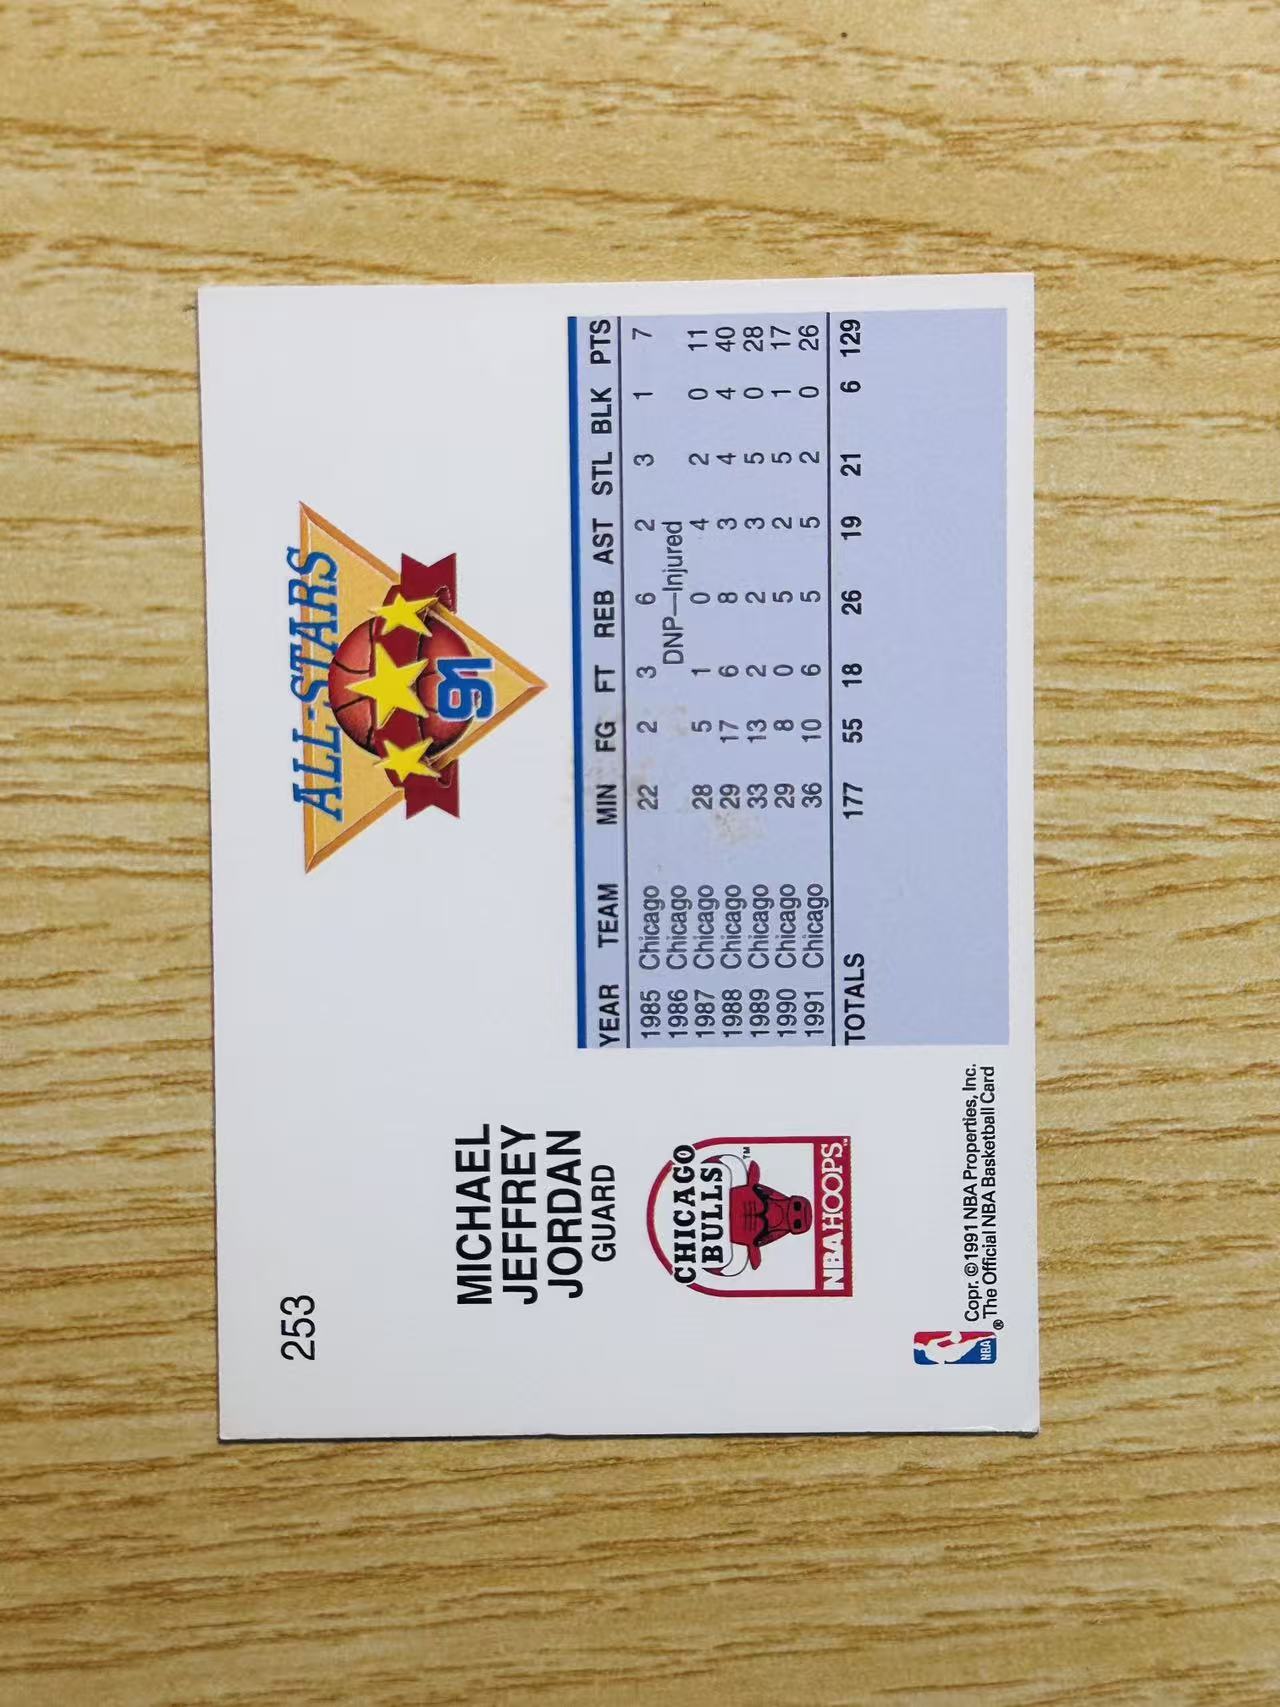 253
MICHAEL
JEFFREY
JORDAN
GUARD
CHICAGO
BULLS
TM
NBA HOOPS
TM
NBA
®
Copr. ©1991 NBA Properties, Inc.
The Official NBA Basketball Card
ALL-STARS
91
YEAR TEAM MIN FG FT REB AST STL BLK PTS
1985 Chicago 22 2 3 6 2 3 1 7
1986 Chicago DNP—Injured
1987 Chicago 28 5 1 0 4 2 0 11
1988 Chicago 29 17 6 8 3 4 4 40
1989 Chicago 33 13 2 2 3 5 0 28
1990 Chicago 29 8 0 5 2 5 1 17
1991 Chicago 36 10 6 5 5 2 0 26
TOTALS 177 55 18 26 19 21 6 129